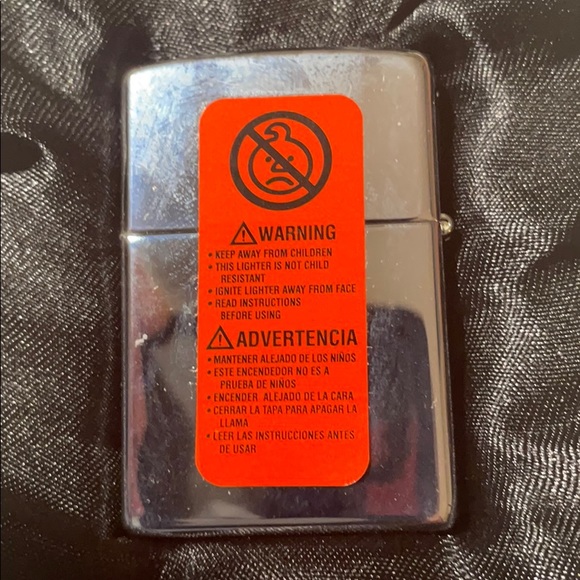 WARNING
• KEEP AWAY FROM CHILDREN
• THIS LIGHTER IS NOT CHILD
RESISTANT
• IGNITE LIGHTER AWAY FROM FACE
• READ INSTRUCTIONS
BEFORE USING
ADVERTENCIA
• MANTENER ALEJADO DE LOS NIÑOS
• ESTE ENCENDEDOR NO ES A
PRUEBA DE NIÑOS
• ENCENDER ALEJADO DE LA CARA
• CERRAR LA TAPA PARA APAGAR LA
LLAMA
• LEER LAS INSTRUCCIONES ANTES
DE USAR